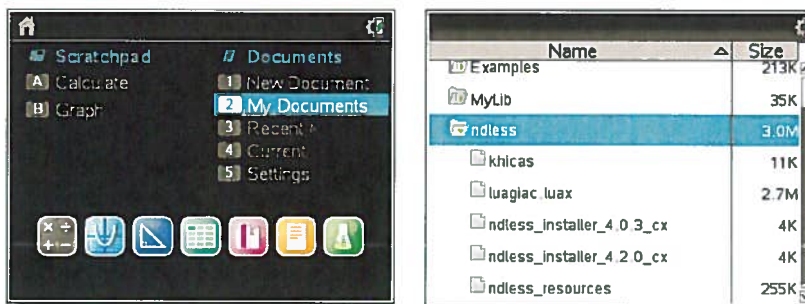 Scratchpad
A Calculate
B Graph
Documents
1 New Document
2 My Documents
3 Recent
4 Current
5 Settings
Name Size
Examples 213K
MyLib 35K
ndless 3.0M
khicas 11K
luagiac.luax 2.7M
ndless_installer_4.0.3_cx 4K
ndless_installer_4.2.0_cx 4K
ndless_resources 255K